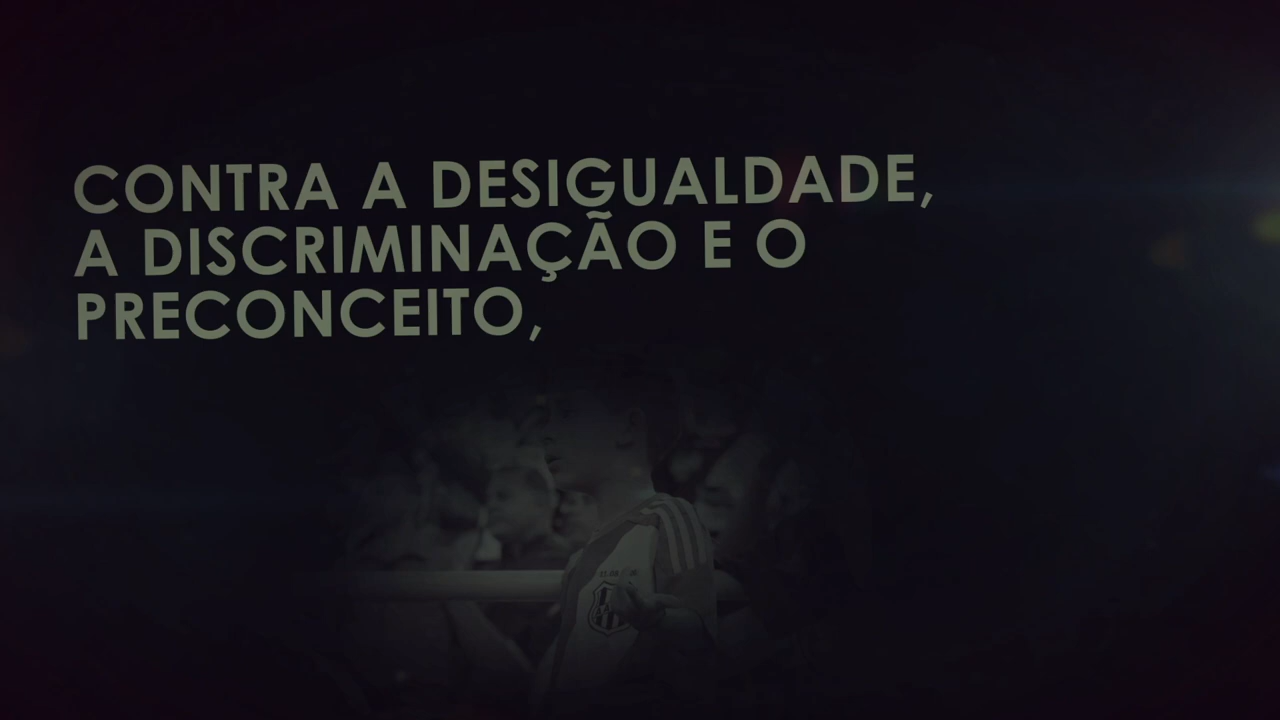 CONTRA A DESIGUALDADE,
A DISCRIMINAÇÃO E O
PRECONCEITO,